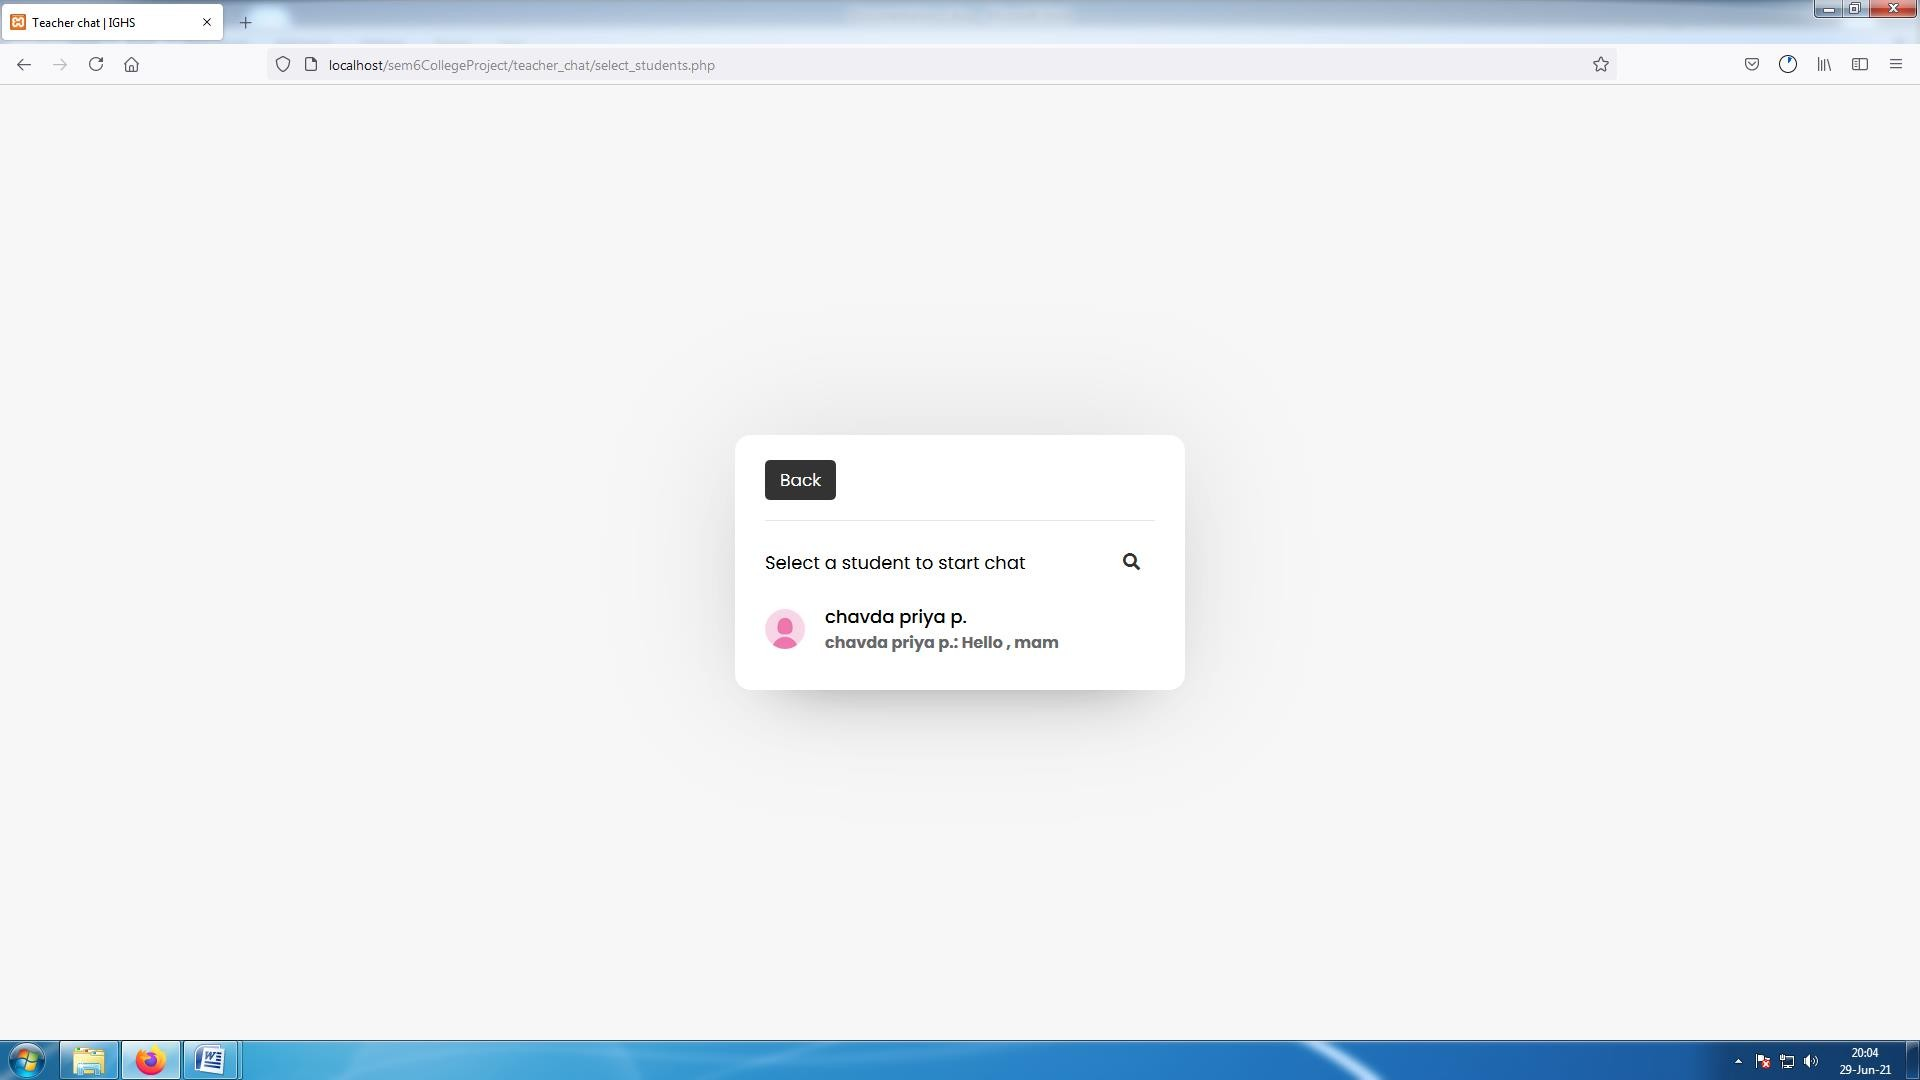 Teacher chat | IGHS
localhost/sem6CollegeProject/teacher_chat/select_students.php
Back
Select a student to start chat
chavda priya p.
chavda priya p.: Hello , mam
20:04
29-Jun-21